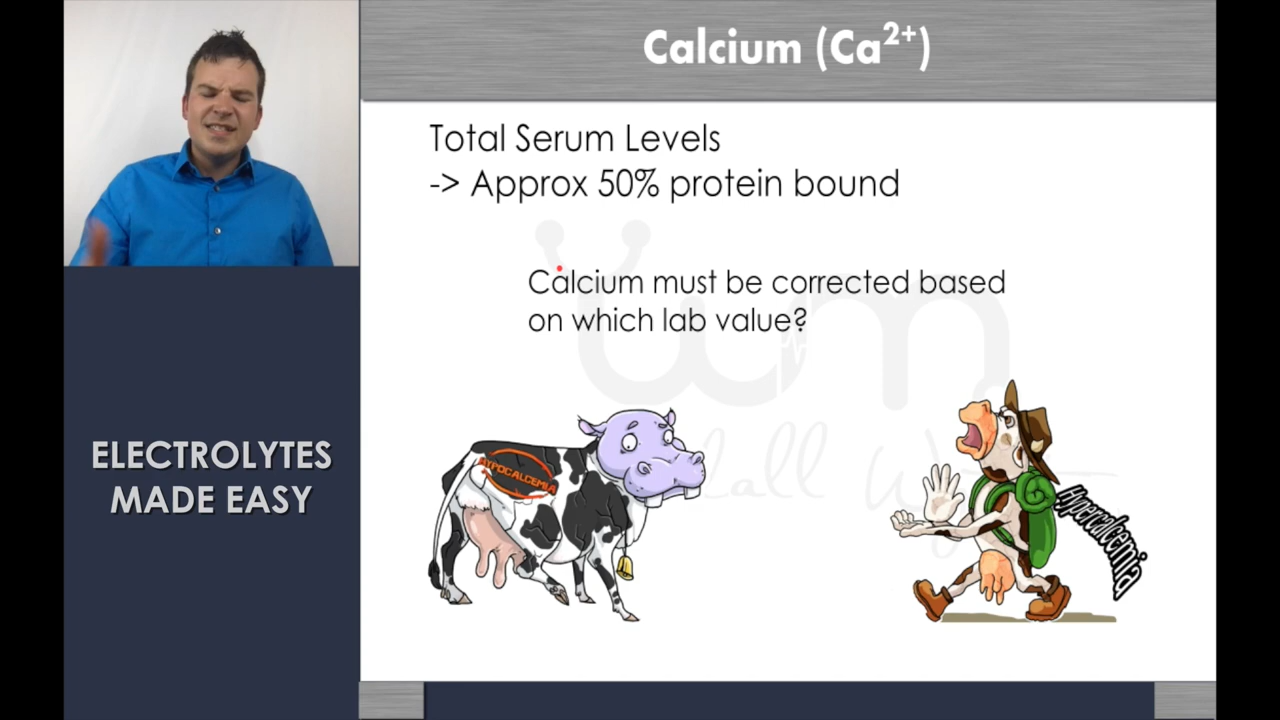 Calcium (Ca²⁺)
Total Serum Levels
-> Approx 50% protein bound
Calcium must be corrected based
on which lab value?
ELECTROLYTES
MADE EASY
HYPOCALCEMIA
Hypercalcemia